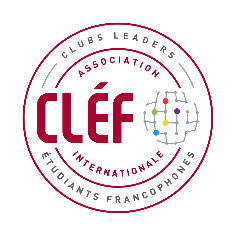 CLUBS LEADERS
ASSOCIATION
CLÉF
INTERNATIONALE
ÉTUDIANTS FRANCOPHONES